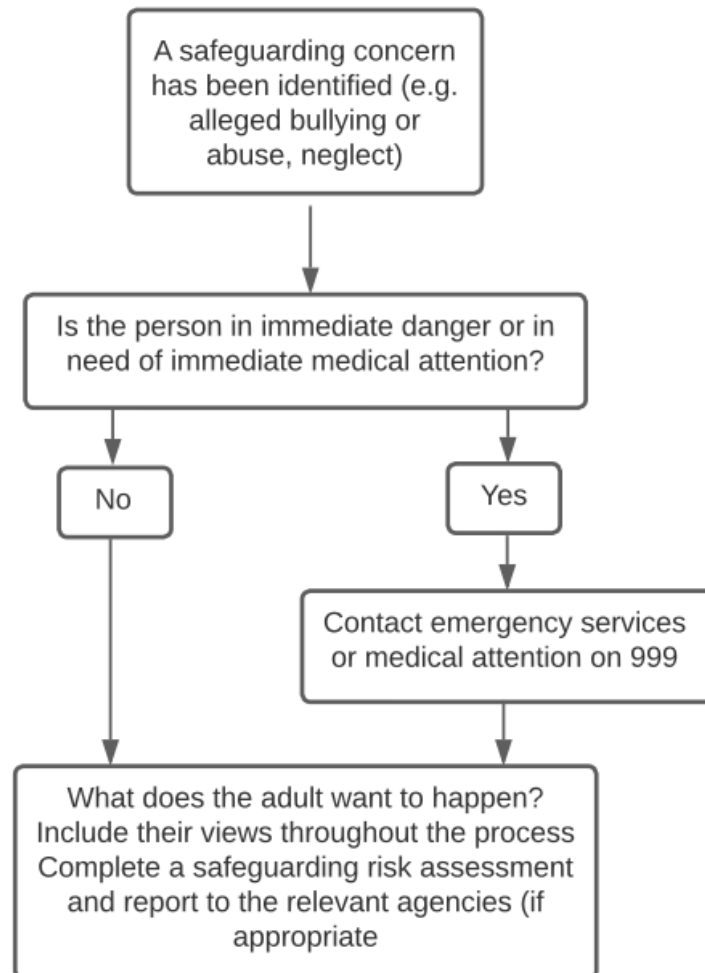 A safeguarding concern
has been identified (e.g.
alleged bullying or
abuse, neglect)
Is the person in immediate danger or in
need of immediate medical attention?
No
Yes
Contact emergency services
or medical attention on 999
What does the adult want to happen?
Include their views throughout the process
Complete a safeguarding risk assessment
and report to the relevant agencies (if
appropriate